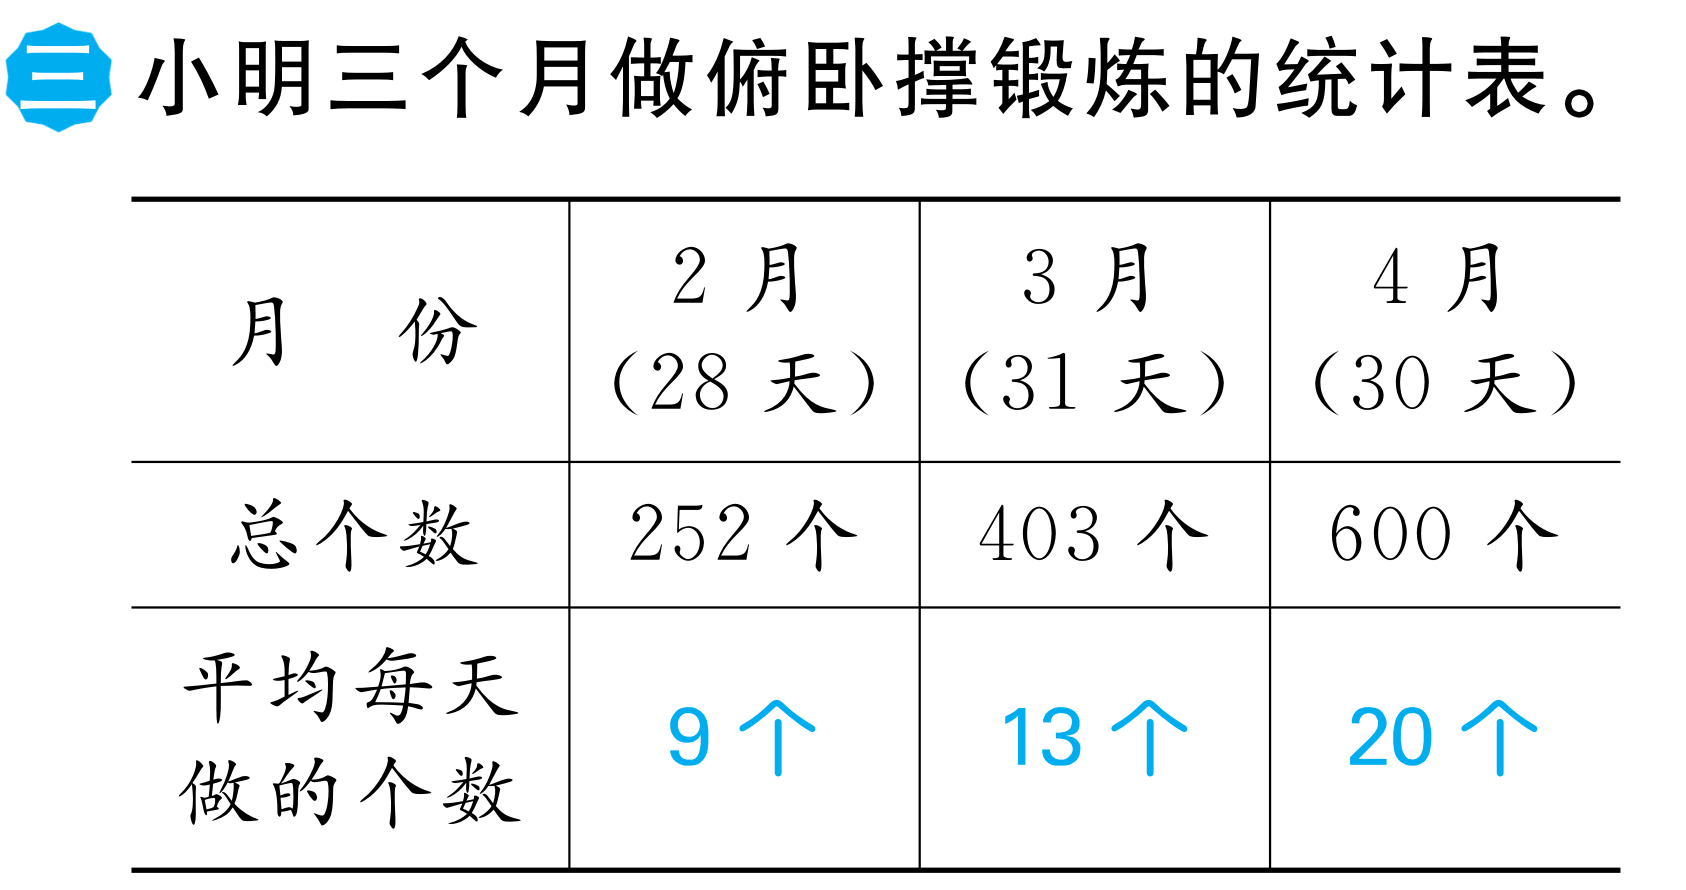 三 小明三个月做俯卧撑锻炼的统计表。
月 份 2 月 (28 天) 3 月 (31 天) 4 月 (30 天)
总个数 252 个 403 个 600 个
平均每天做的个数 9 个 13 个 20 个